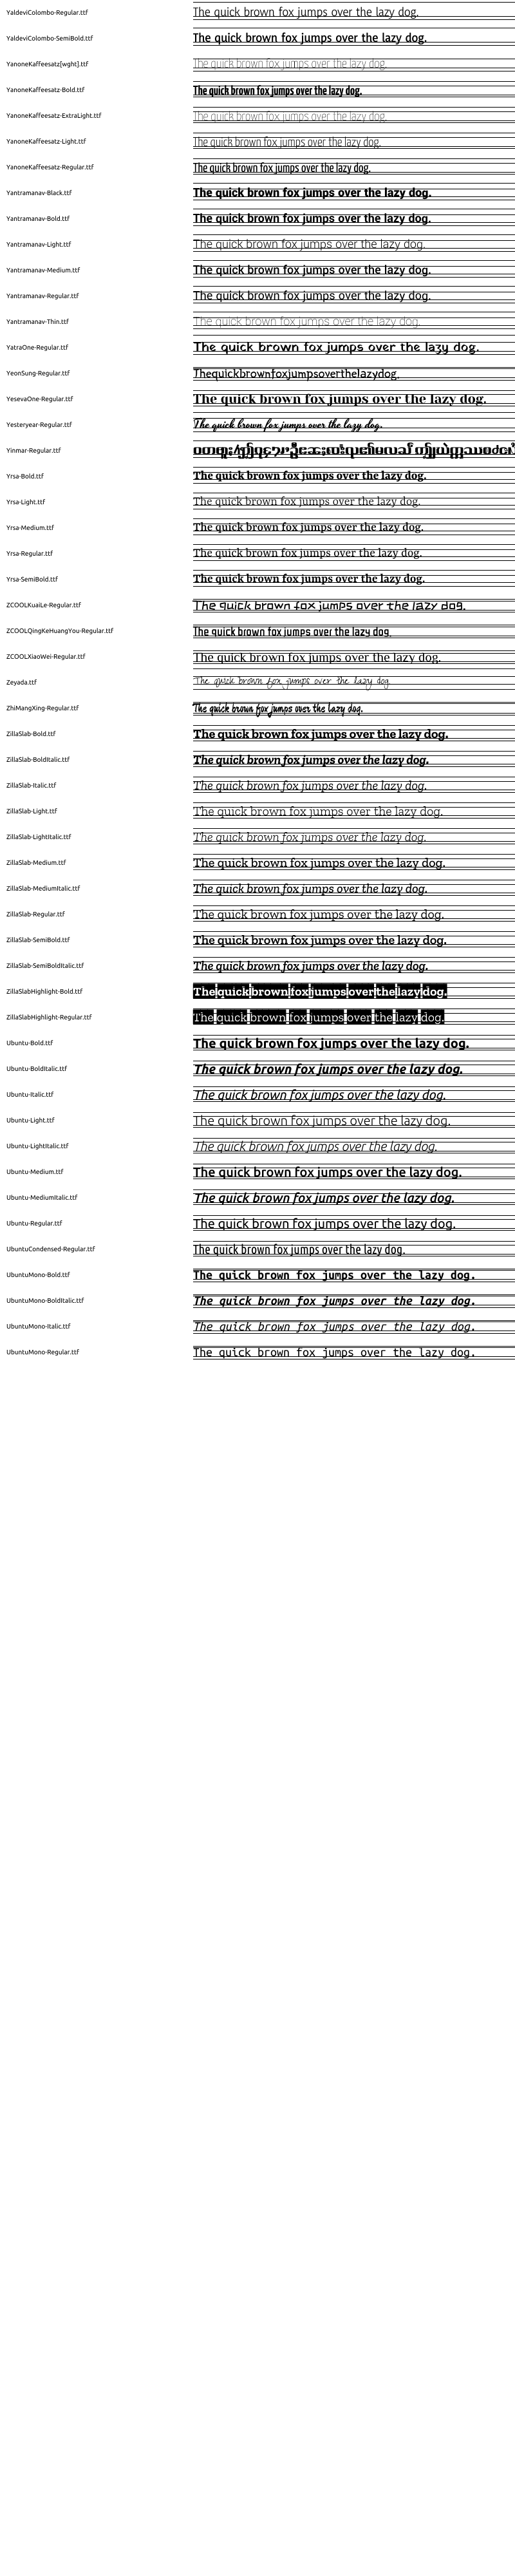 YaldeviColombo-Regular.ttf The quick brown fox jumps over the lazy dog.
YaldeviColombo-SemiBold.ttf The quick brown fox jumps over the lazy dog.
YanoneKaffeesatz[wght].ttf The quick brown fox jumps over the lazy dog.
YanoneKaffeesatz-Bold.ttf The quick brown fox jumps over the lazy dog.
YanoneKaffeesatz-ExtraLight.ttf The quick brown fox jumps over the lazy dog.
YanoneKaffeesatz-Light.ttf The quick brown fox jumps over the lazy dog.
YanoneKaffeesatz-Regular.ttf The quick brown fox jumps over the lazy dog.
Yantramanav-Black.ttf The quick brown fox jumps over the lazy dog.
Yantramanav-Bold.ttf The quick brown fox jumps over the lazy dog.
Yantramanav-Light.ttf The quick brown fox jumps over the lazy dog.
Yantramanav-Medium.ttf The quick brown fox jumps over the lazy dog.
Yantramanav-Regular.ttf The quick brown fox jumps over the lazy dog.
Yantramanav-Thin.ttf The quick brown fox jumps over the lazy dog.
YatraOne-Regular.ttf The quick brown fox jumps over the lazy dog.
YeonSung-Regular.ttf Thequickbrownfoxjumpsoverthelazydog.
YesevaOne-Regular.ttf The quick brown fox jumps over the lazy dog.
Yesteryear-Regular.ttf The quick brown fox jumps over the lazy dog.
Yinmar-Regular.ttf
Yrsa-Bold.ttf The quick brown fox jumps over the lazy dog.
Yrsa-Light.ttf The quick brown fox jumps over the lazy dog.
Yrsa-Medium.ttf The quick brown fox jumps over the lazy dog.
Yrsa-Regular.ttf The quick brown fox jumps over the lazy dog.
Yrsa-SemiBold.ttf The quick brown fox jumps over the lazy dog.
ZCOOLKuaiLe-Regular.ttf The quick brown fox jumps over the lazy dog.
ZCOOLQingKeHuangYou-Regular.ttf The quick brown fox jumps over the lazy dog.
ZCOOLXiaoWei-Regular.ttf The quick brown fox jumps over the lazy dog.
Zeyada.ttf The quick brown fox jumps over the lazy dog.
ZhiMangXing-Regular.ttf The quick brown fox jumps over the lazy dog.
ZillaSlab-Bold.ttf The quick brown fox jumps over the lazy dog.
ZillaSlab-BoldItalic.ttf The quick brown fox jumps over the lazy dog.
ZillaSlab-Italic.ttf The quick brown fox jumps over the lazy dog.
ZillaSlab-Light.ttf The quick brown fox jumps over the lazy dog.
ZillaSlab-LightItalic.ttf The quick brown fox jumps over the lazy dog.
ZillaSlab-Medium.ttf The quick brown fox jumps over the lazy dog.
ZillaSlab-MediumItalic.ttf The quick brown fox jumps over the lazy dog.
ZillaSlab-Regular.ttf The quick brown fox jumps over the lazy dog.
ZillaSlab-SemiBold.ttf The quick brown fox jumps over the lazy dog.
ZillaSlab-SemiBoldItalic.ttf The quick brown fox jumps over the lazy dog.
ZillaSlabHighlight-Bold.ttf The quick brown fox jumps over the lazy dog.
ZillaSlabHighlight-Regular.ttf The quick brown fox jumps over the lazy dog.
Ubuntu-Bold.ttf The quick brown fox jumps over the lazy dog.
Ubuntu-BoldItalic.ttf The quick brown fox jumps over the lazy dog.
Ubuntu-Italic.ttf The quick brown fox jumps over the lazy dog.
Ubuntu-Light.ttf The quick brown fox jumps over the lazy dog.
Ubuntu-LightItalic.ttf The quick brown fox jumps over the lazy dog.
Ubuntu-Medium.ttf The quick brown fox jumps over the lazy dog.
Ubuntu-MediumItalic.ttf The quick brown fox jumps over the lazy dog.
Ubuntu-Regular.ttf The quick brown fox jumps over the lazy dog.
UbuntuCondensed-Regular.ttf The quick brown fox jumps over the lazy dog.
UbuntuMono-Bold.ttf The quick brown fox jumps over the lazy dog.
UbuntuMono-BoldItalic.ttf The quick brown fox jumps over the lazy dog.
UbuntuMono-Italic.ttf The quick brown fox jumps over the lazy dog.
UbuntuMono-Regular.ttf The quick brown fox jumps over the lazy dog.